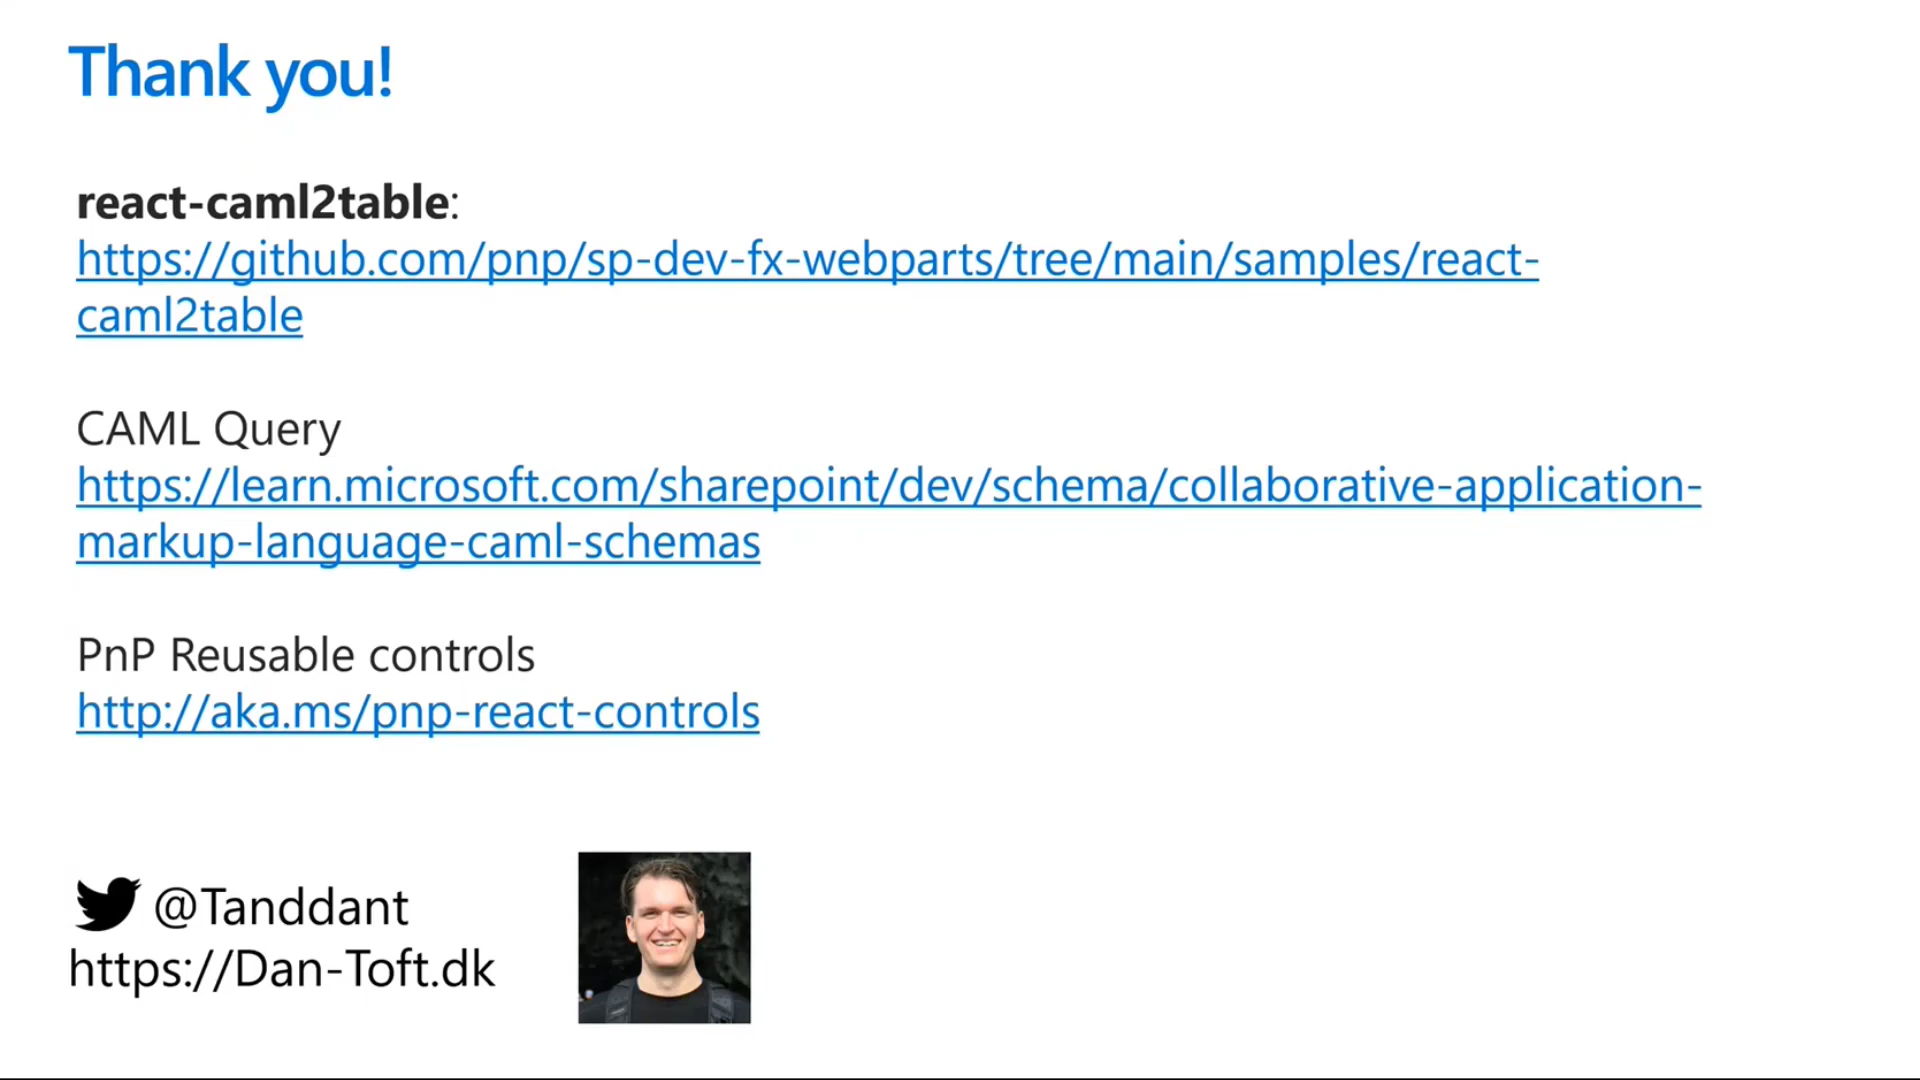 Thank you!
react-caml2table:
https://github.com/pnp/sp-dev-fx-webparts/tree/main/samples/react-
caml2table
CAML Query
https://learn.microsoft.com/sharepoint/dev/schema/collaborative-application-
markup-language-caml-schemas
PnP Reusable controls
http://aka.ms/pnp-react-controls
@Tanddant
https://Dan-Toft.dk